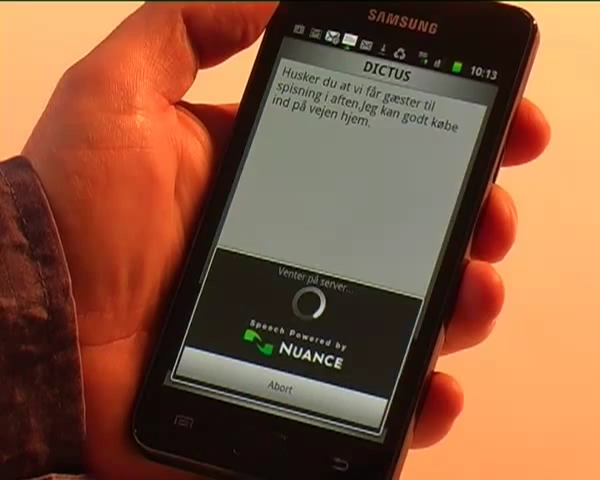 SAMSUNG
10:13
DICTUS
Husker du at vi får gæster til
spisning i aften.Jeg kan godt købe
ind på vejen hjem.
Venter på server...
Speech Powered by
NUANCE
Abort